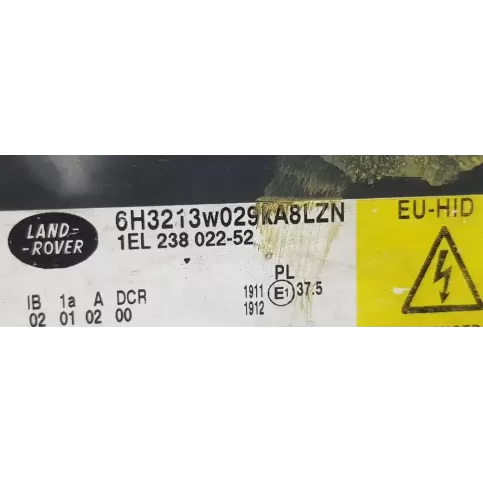 LAND-
-ROVER
6H3213W029KA8LZN
1EL 238 022-52
EU-HID
PL
1911 E1 37.5
1912
IB 1a A DCR
02 01 02 00